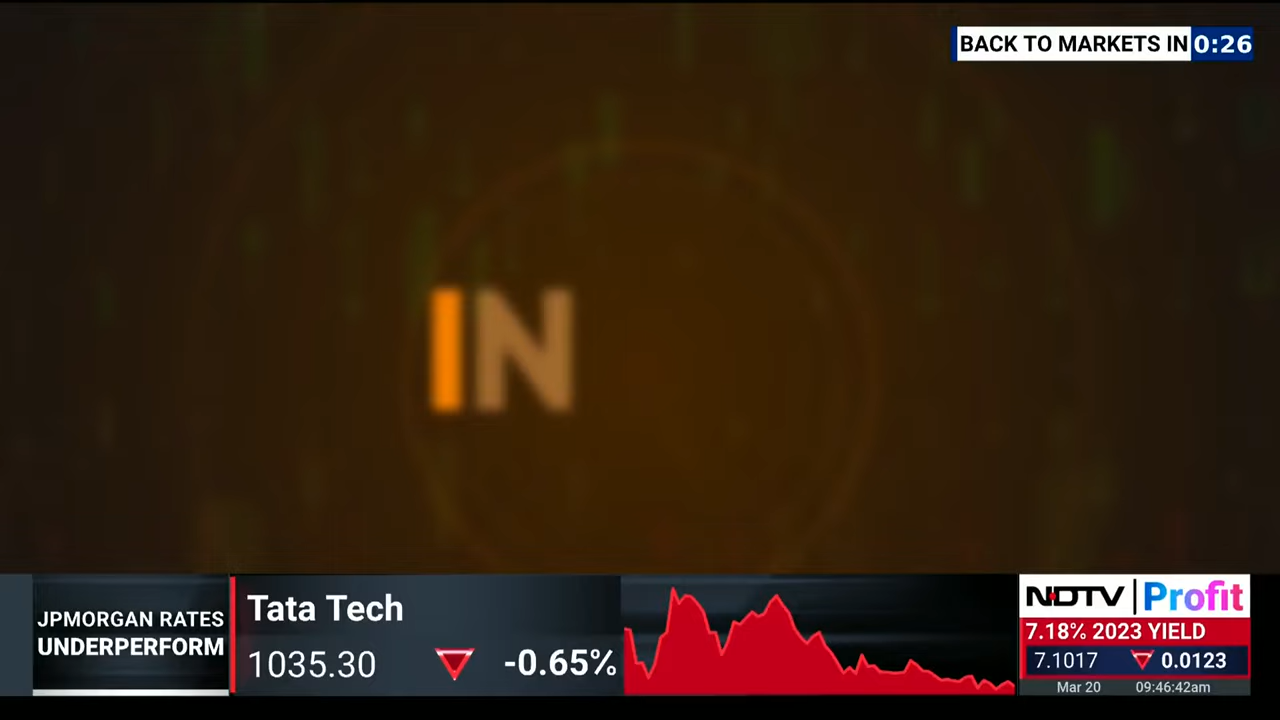 BACK TO MARKETS IN 0:26
IN
JPMORGAN RATES
UNDERPERFORM
Tata Tech
1035.30 -0.65%
NDTV Profit
7.18% 2023 YIELD
7.1017 0.0123
Mar 20 09:46:42am